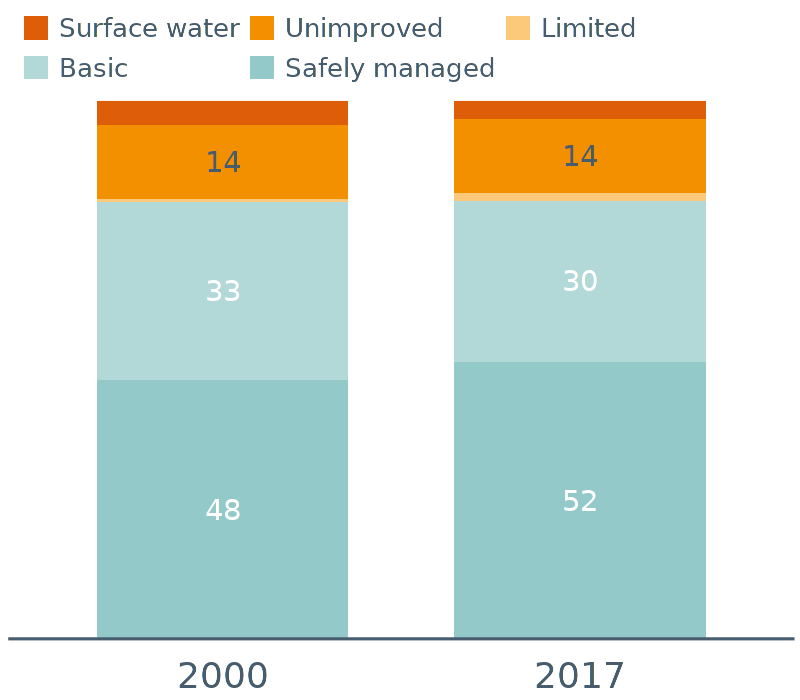 Surface water Unimproved Limited
Basic Safely managed
14 14
33 30
48 52
2000 2017